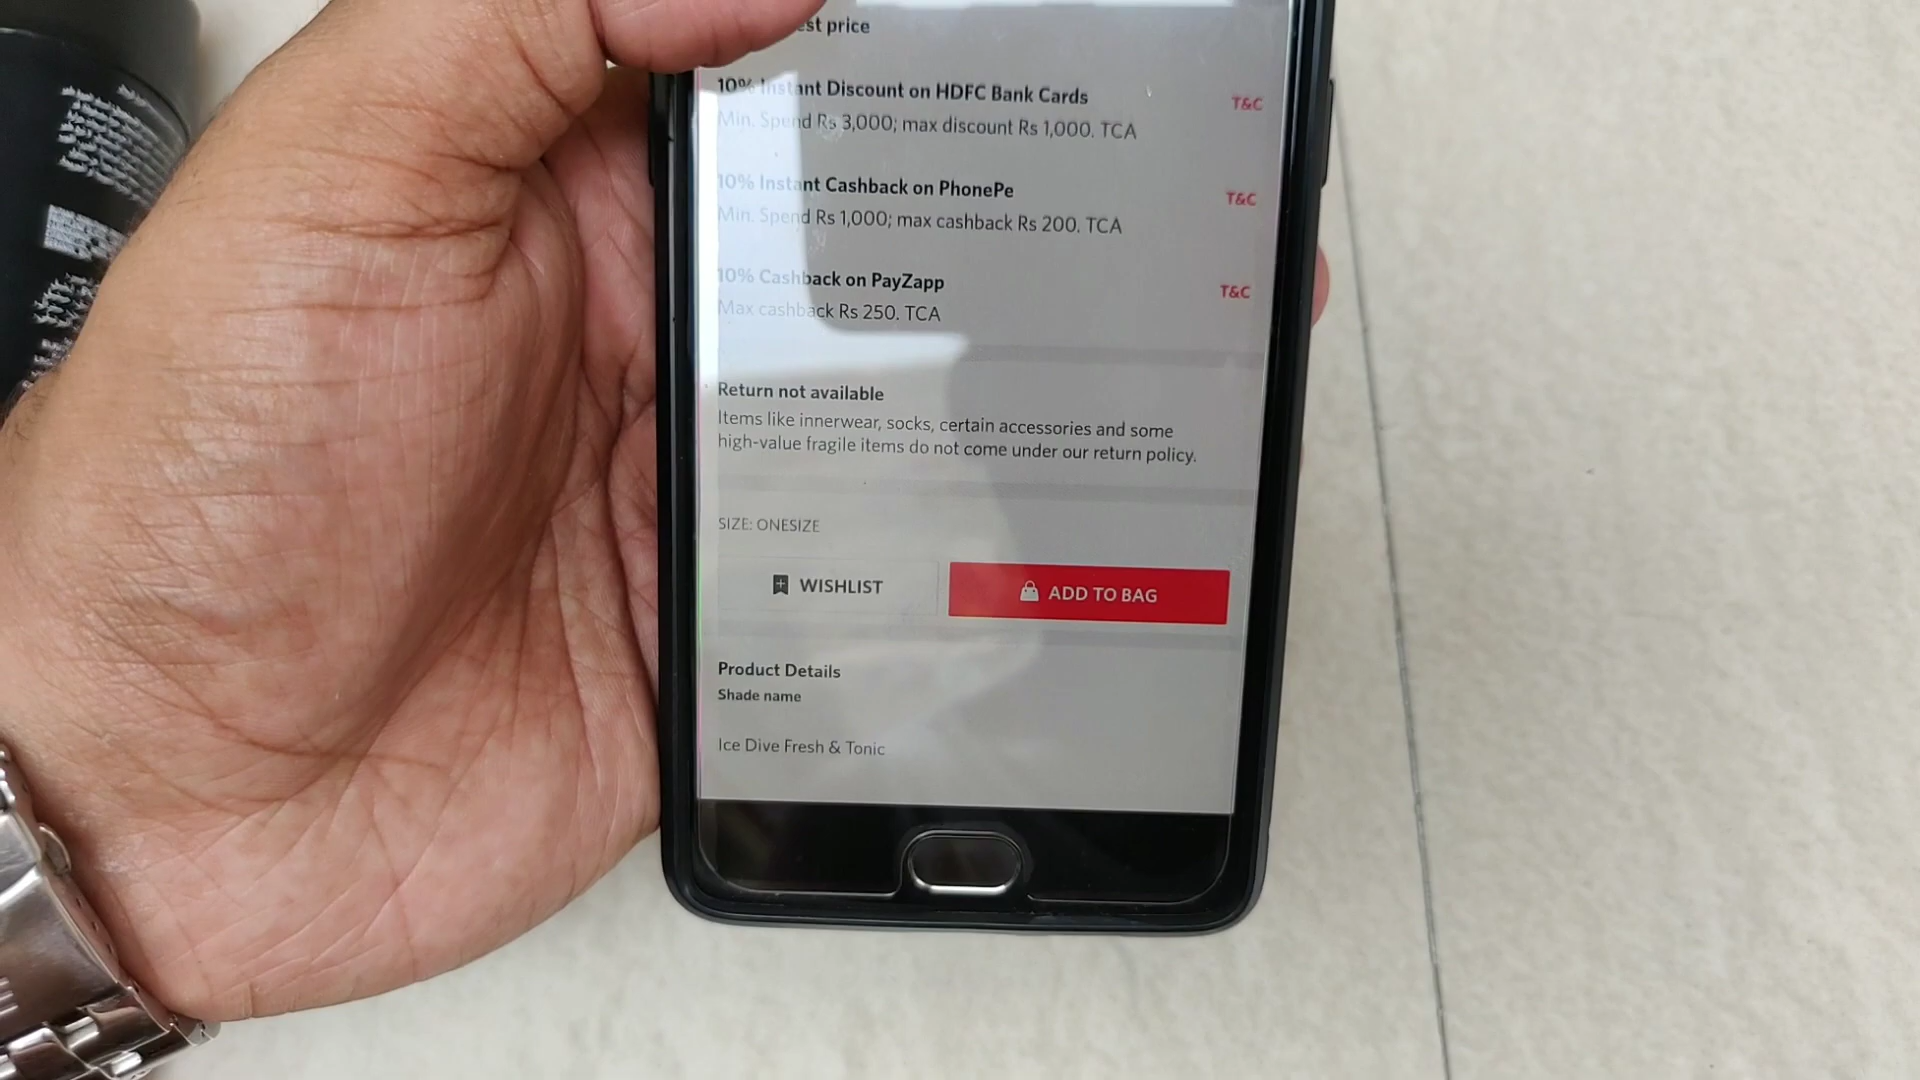 est price
10% Instant Discount on HDFC Bank Cards
T&C
Min. Spend Rs 3,000; max discount Rs 1,000. TCA
10% Instant Cashback on PhonePe
T&C
Min. Spend Rs 1,000; max cashback Rs 200. TCA
10% Cashback on PayZapp
T&C
Max cashback Rs 250. TCA
Return not available
Items like innerwear, socks, certain accessories and some
high-value fragile items do not come under our return policy.
SIZE: ONESIZE
WISHLIST
ADD TO BAG
Product Details
Shade name
Ice Dive Fresh & Tonic